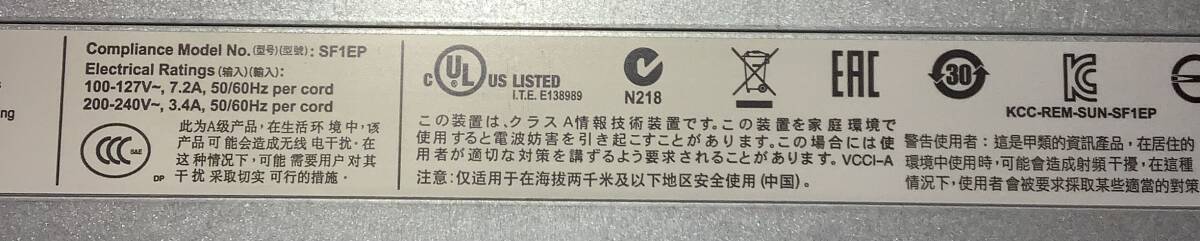 ng
Compliance Model No. (型号)(型號) : SF1EP
Electrical Ratings (输入)(輸入) :
100-127V~, 7.2A, 50/60Hz per cord
200-240V~, 3.4A, 50/60Hz per cord
CCC S&E
DP
此为A级产品，在生活环境中，该
产品可能会造成无线电干扰。在
这种情况下，可能需要用户对其
干扰采取切实可行的措施。
C UL US LISTED
I.T.E. E138989
N218
EAC
30
KC
KCC-REM-SUN-SF1EP
この装置は、クラスA情報技術装置です。この装置を家庭環境で
使用すると電波妨害を引き起こすことがあります。この場合には使
用者が適切な対策を講ずるよう要求されることがあります。VCCI-A
注意：仅适用于在海拔两千米及以下地区安全使用（中国）。
警告使用者：這是甲類的資訊產品，在居住的
環境中使用時，可能會造成射頻干擾，在這種
情況下，使用者會被要求採取某些適當的對策